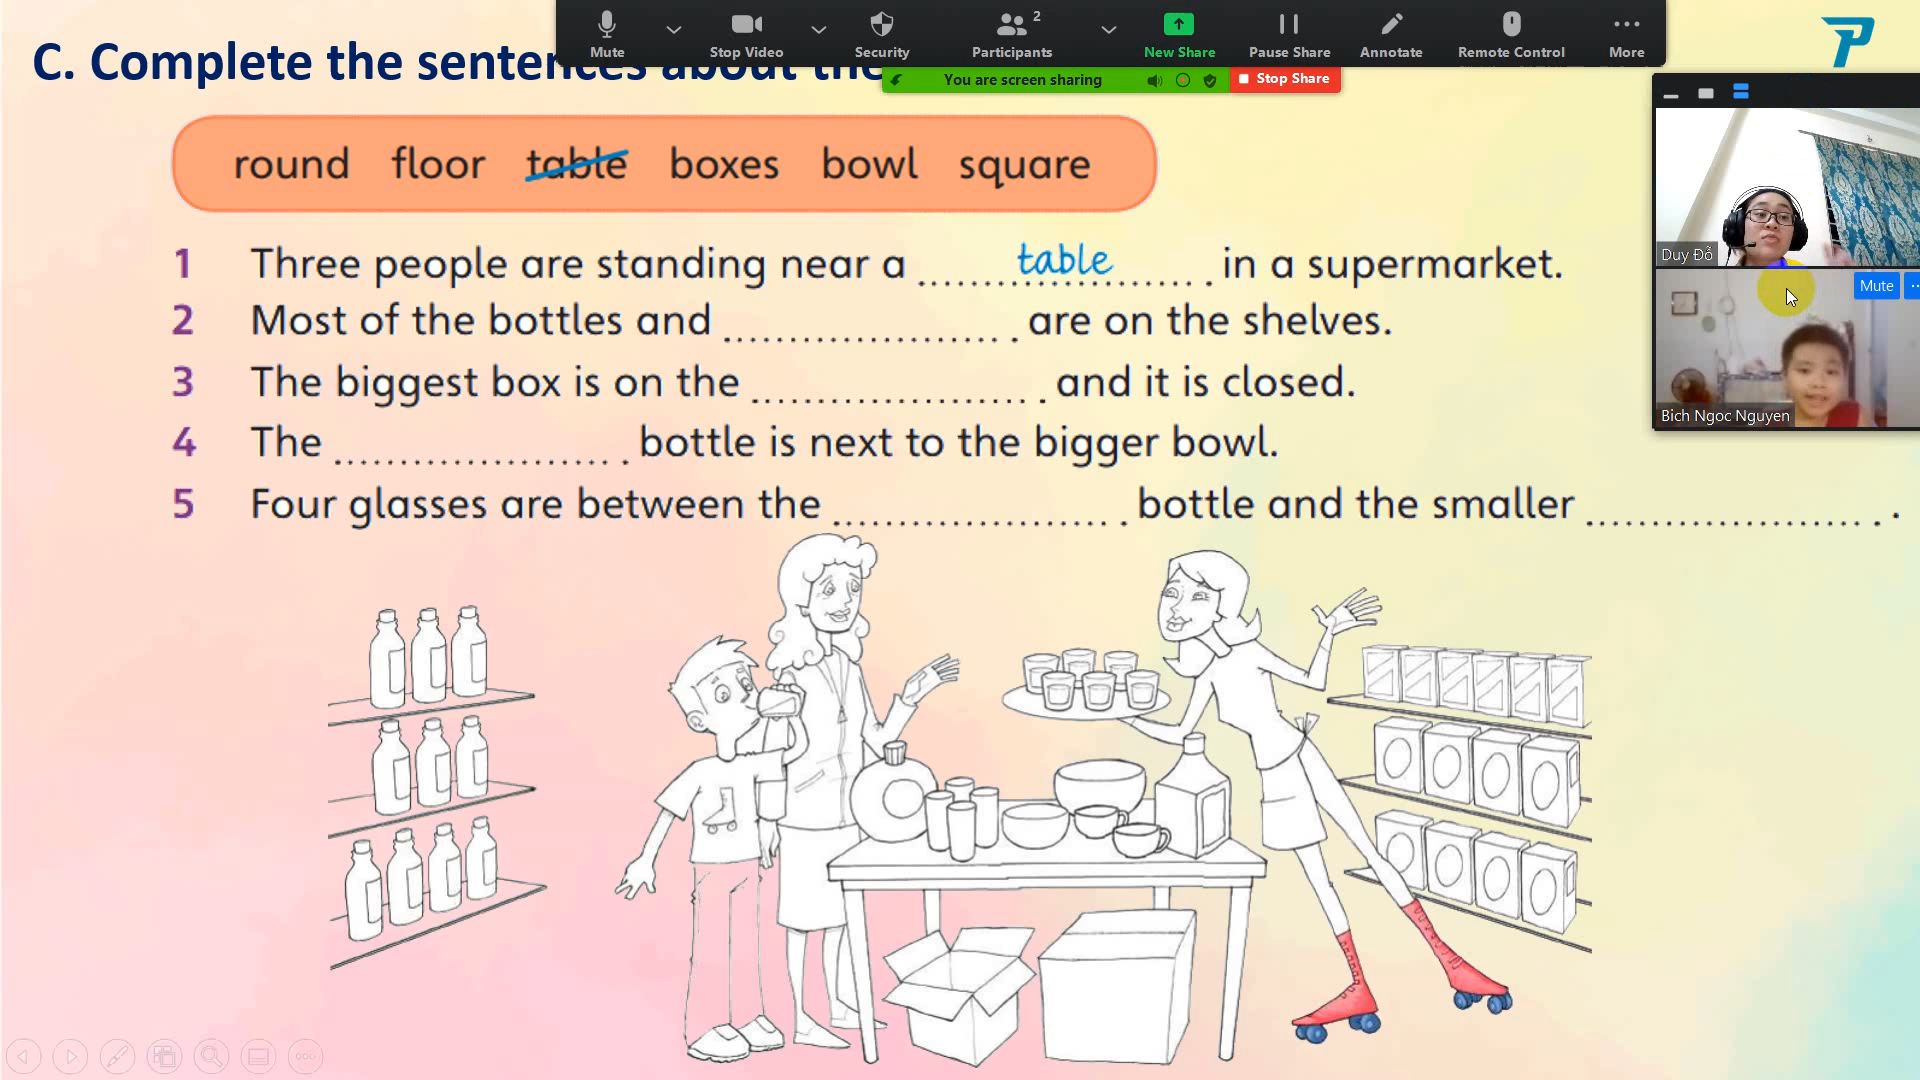 C. Complete the sentences about the
Mute
Stop Video
Security
Participants
2
New Share
Pause Share
Annotate
Remote Control
More
You are screen sharing
Stop Share
round floor table boxes bowl square
1 Three people are standing near a table in a supermarket.
2 Most of the bottles and .................... are on the shelves.
3 The biggest box is on the .................... and it is closed.
4 The .................... bottle is next to the bigger bowl.
5 Four glasses are between the .................... bottle and the smaller .................... .
Duy Đỗ
Mute
Bich Ngoc Nguyen